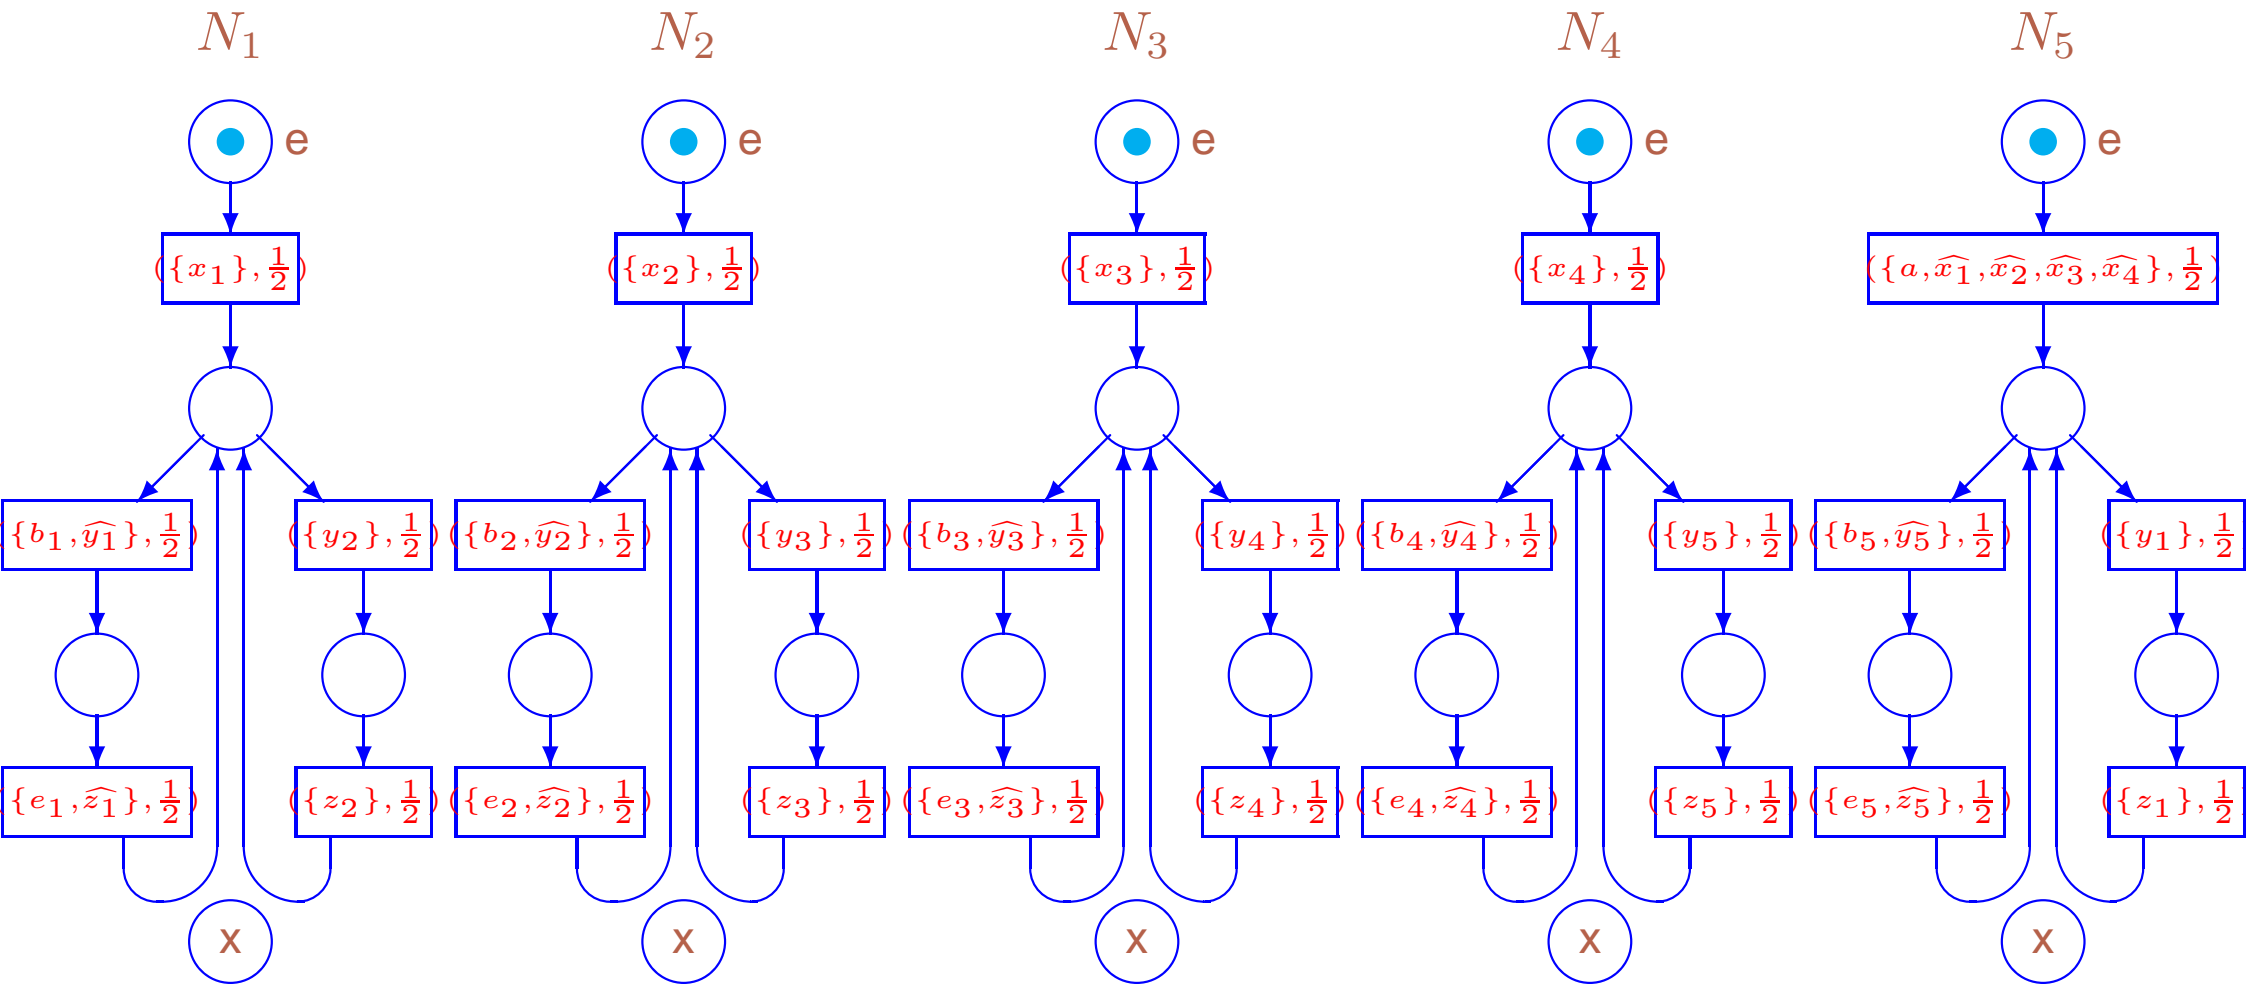 N₁ N₂ N₃ N₄ N₅
e e e e e
({x₁}, 1/2) ({x₂}, 1/2) ({x₃}, 1/2) ({x₄}, 1/2) ({a, x̂₁, x̂₂, x̂₃, x̂₄}, 1/2)
({b₁, ŷ₁}, 1/2) ({y₂}, 1/2) ({b₂, ŷ₂}, 1/2) ({y₃}, 1/2) ({b₃, ŷ₃}, 1/2) ({y₄}, 1/2) ({b₄, ŷ₄}, 1/2) ({y₅}, 1/2) ({b₅, ŷ₅}, 1/2) ({y₁}, 1/2
({e₁, ẑ₁}, 1/2) ({z₂}, 1/2) ({e₂, ẑ₂}, 1/2) ({z₃}, 1/2) ({e₃, ẑ₃}, 1/2) ({z₄}, 1/2) ({e₄, ẑ₄}, 1/2) ({z₅}, 1/2) ({e₅, ẑ₅}, 1/2) ({z₁}, 1/2
x x x x x